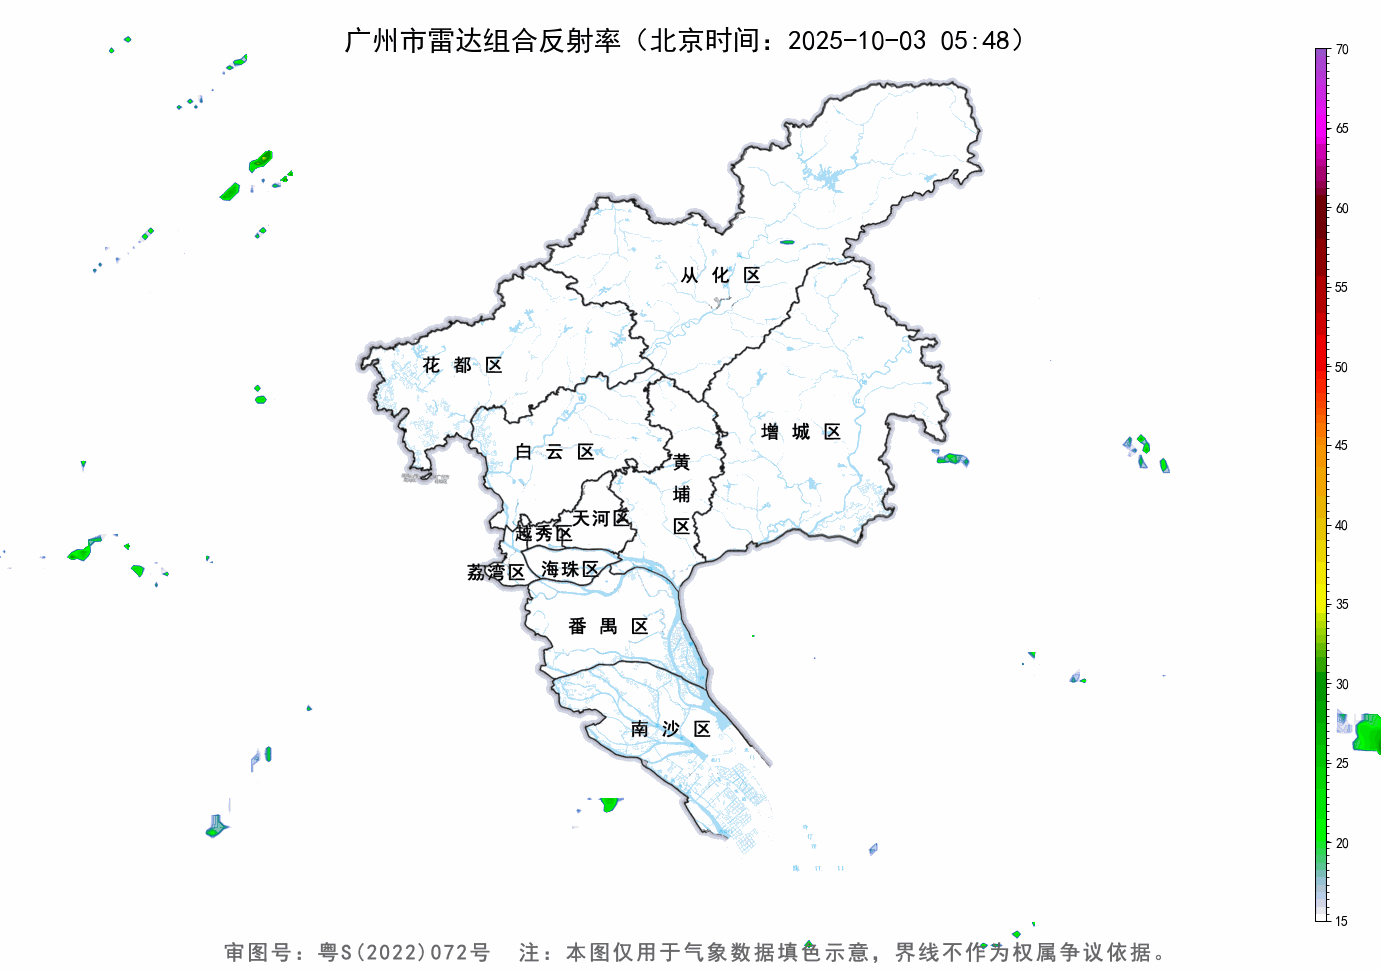 广州市雷达组合反射率（北京时间：2025-10-03 05:48）
70
65
60
55
50
45
40
35
30
25
20
15
从化区
花都区
增城区
白云区
黄埔区
天河区
越秀区
荔湾区
海珠区
番禺区
南沙区
审图号：粤S(2022)072号 注：本图仅用于气象数据填色示意，界线不作为权属争议依据。